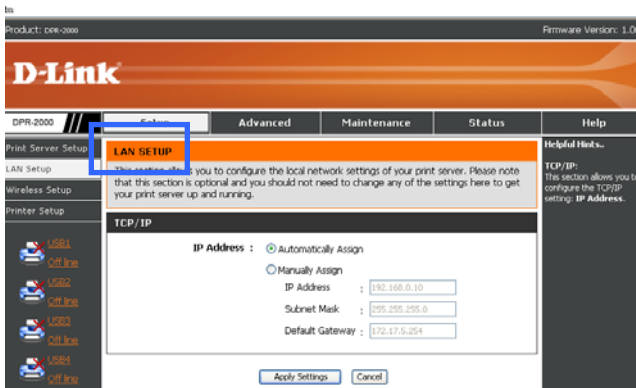 Product: DPR-2000
Firmware Version: 1.0
D-Link
DPR-2000
Setup
Advanced
Maintenance
Status
Help
Print Server Setup
LAN Setup
Wireless Setup
Printer Setup
USB1
Off line
USB2
Off line
USB3
Off line
USB4
Off line
LAN SETUP
This section allows you to configure the local network settings of your print server. Please note
that this section is optional and you should not need to change any of the settings here to get
your print server up and running.
TCP/IP
IP Address :
Automatically Assign
Manually Assign
IP Address : 192.168.0.10
Subnet Mask : 255.255.255.0
Default Gateway : 172.17.5.254
Apply Settings
Cancel
Helpful Hints..
TCP/IP:
This section allows you to
configure the TCP/IP
setting: IP Address.